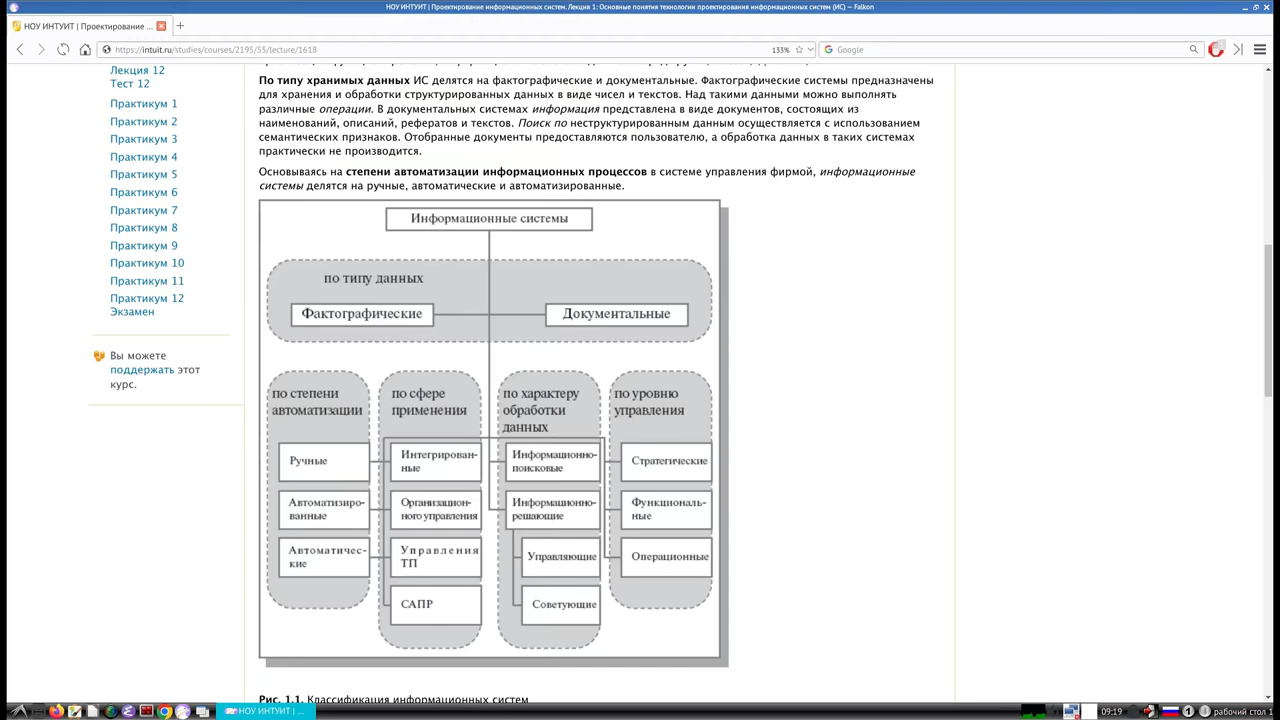 НОУ ИНТУИТ | Проектирование информационных систем. Лекция 1: Основные понятия технологии проектирования информационных систем (ИС) — Falkon
НОУ ИНТУИТ | Проектирование ...
https://intuit.ru/studies/courses/2195/55/lecture/1618
133%
Google
Лекция 12
Тест 12
Практикум 1
Практикум 2
Практикум 3
Практикум 4
Практикум 5
Практикум 6
Практикум 7
Практикум 8
Практикум 9
Практикум 10
Практикум 11
Практикум 12
Экзамен
Вы можете
поддержать этот
курс.
По типу хранимых данных ИС делятся на фактографические и документальные. Фактографические системы предназначены
для хранения и обработки структурированных данных в виде чисел и текстов. Над такими данными можно выполнять
различные операции. В документальных системах информация представлена в виде документов, состоящих из
наименований, описаний, рефератов и текстов. Поиск по неструктурированным данным осуществляется с использованием
семантических признаков. Отобранные документы предоставляются пользователю, а обработка данных в таких системах
практически не производится.
Основываясь на степени автоматизации информационных процессов в системе управления фирмой, информационные
системы делятся на ручные, автоматические и автоматизированные.
Информационные системы
по типу данных
Фактографические
Документальные
по степени
автоматизации
Ручные
Автоматизиро-
ванные
Автоматичес-
кие
по сфере
применения
Интегрирован-
ные
Организацион-
ного управления
Управления
ТП
САПР
по характеру
обработки
данных
Информационно-
поисковые
Информационно-
решающие
Управляющие
Советующие
по уровню
управления
Стратегические
Функциональ-
ные
Операционные
Рис. 1.1. Классификация информационных систем
НОУ ИНТУИТ | ...
09:19
1
рабочий стол 1